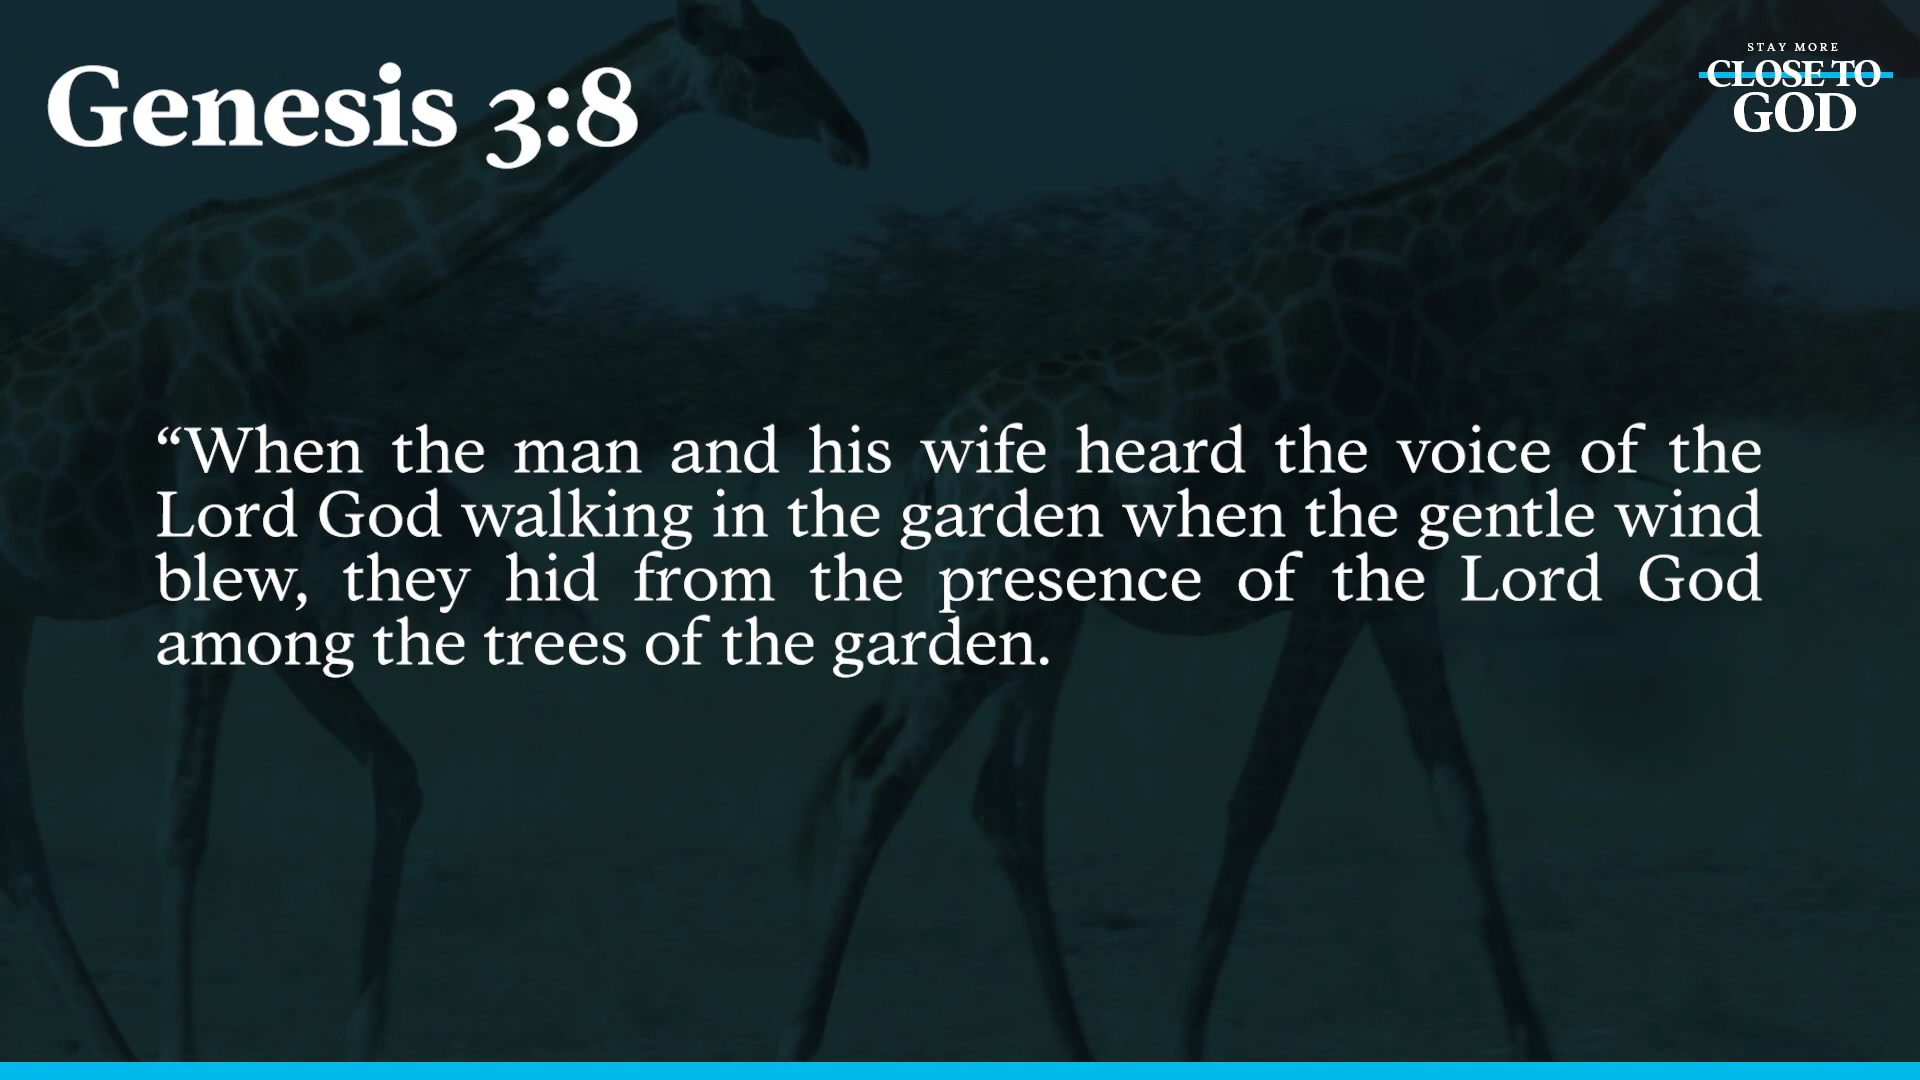 Genesis 3:8
STAY MORE
CLOSE TO
GOD
“When the man and his wife heard the voice of the
Lord God walking in the garden when the gentle wind
blew, they hid from the presence of the Lord God
among the trees of the garden.